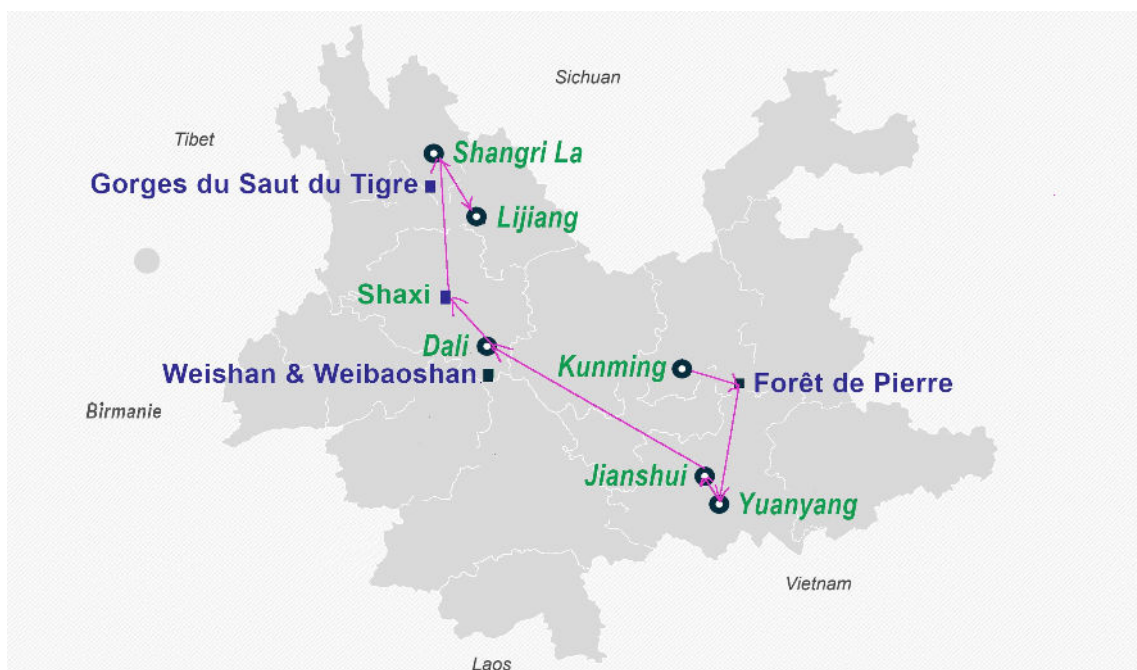 Sichuan
Tibet
Shangri La
Gorges du Saut du Tigre
Lijiang
Shaxi
Dali
Kunming
Weishan & Weibaoshan
Forêt de Pierre
Birmanie
Jianshui
Yuanyang
Vietnam
Laos